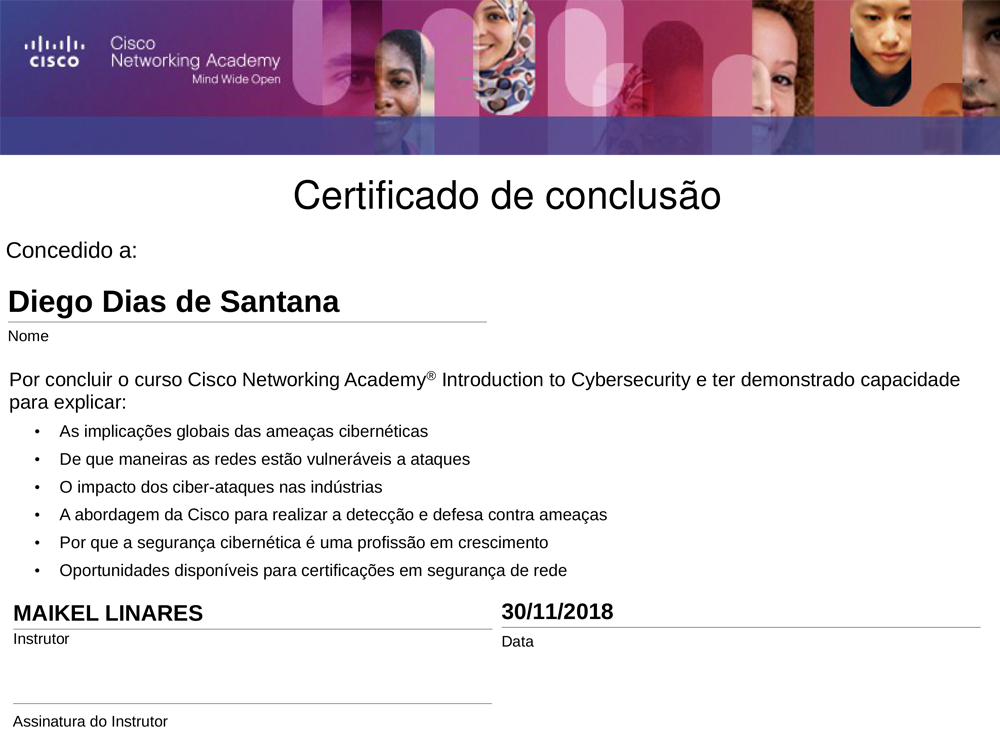 CISCO
Cisco
Networking Academy
Mind Wide Open
Certificado de conclusão
Concedido a:
Diego Dias de Santana
Nome
Por concluir o curso Cisco Networking Academy® Introduction to Cybersecurity e ter demonstrado capacidade
para explicar:
• As implicações globais das ameaças cibernéticas
• De que maneiras as redes estão vulneráveis a ataques
• O impacto dos ciber-ataques nas indústrias
• A abordagem da Cisco para realizar a detecção e defesa contra ameaças
• Por que a segurança cibernética é uma profissão em crescimento
• Oportunidades disponíveis para certificações em segurança de rede
MAIKEL LINARES
Instrutor
30/11/2018
Data
Assinatura do Instrutor